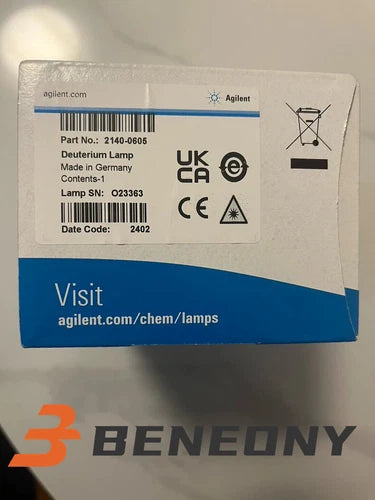 agilent.com
Agilent
Part No.: 2140-0605
Deuterium Lamp
Made in Germany
Contents-1
Lamp SN: O23363
Date Code: 2402
UK
CA
e
CE
Visit
agilent.com/chem/lamps
BENEONY